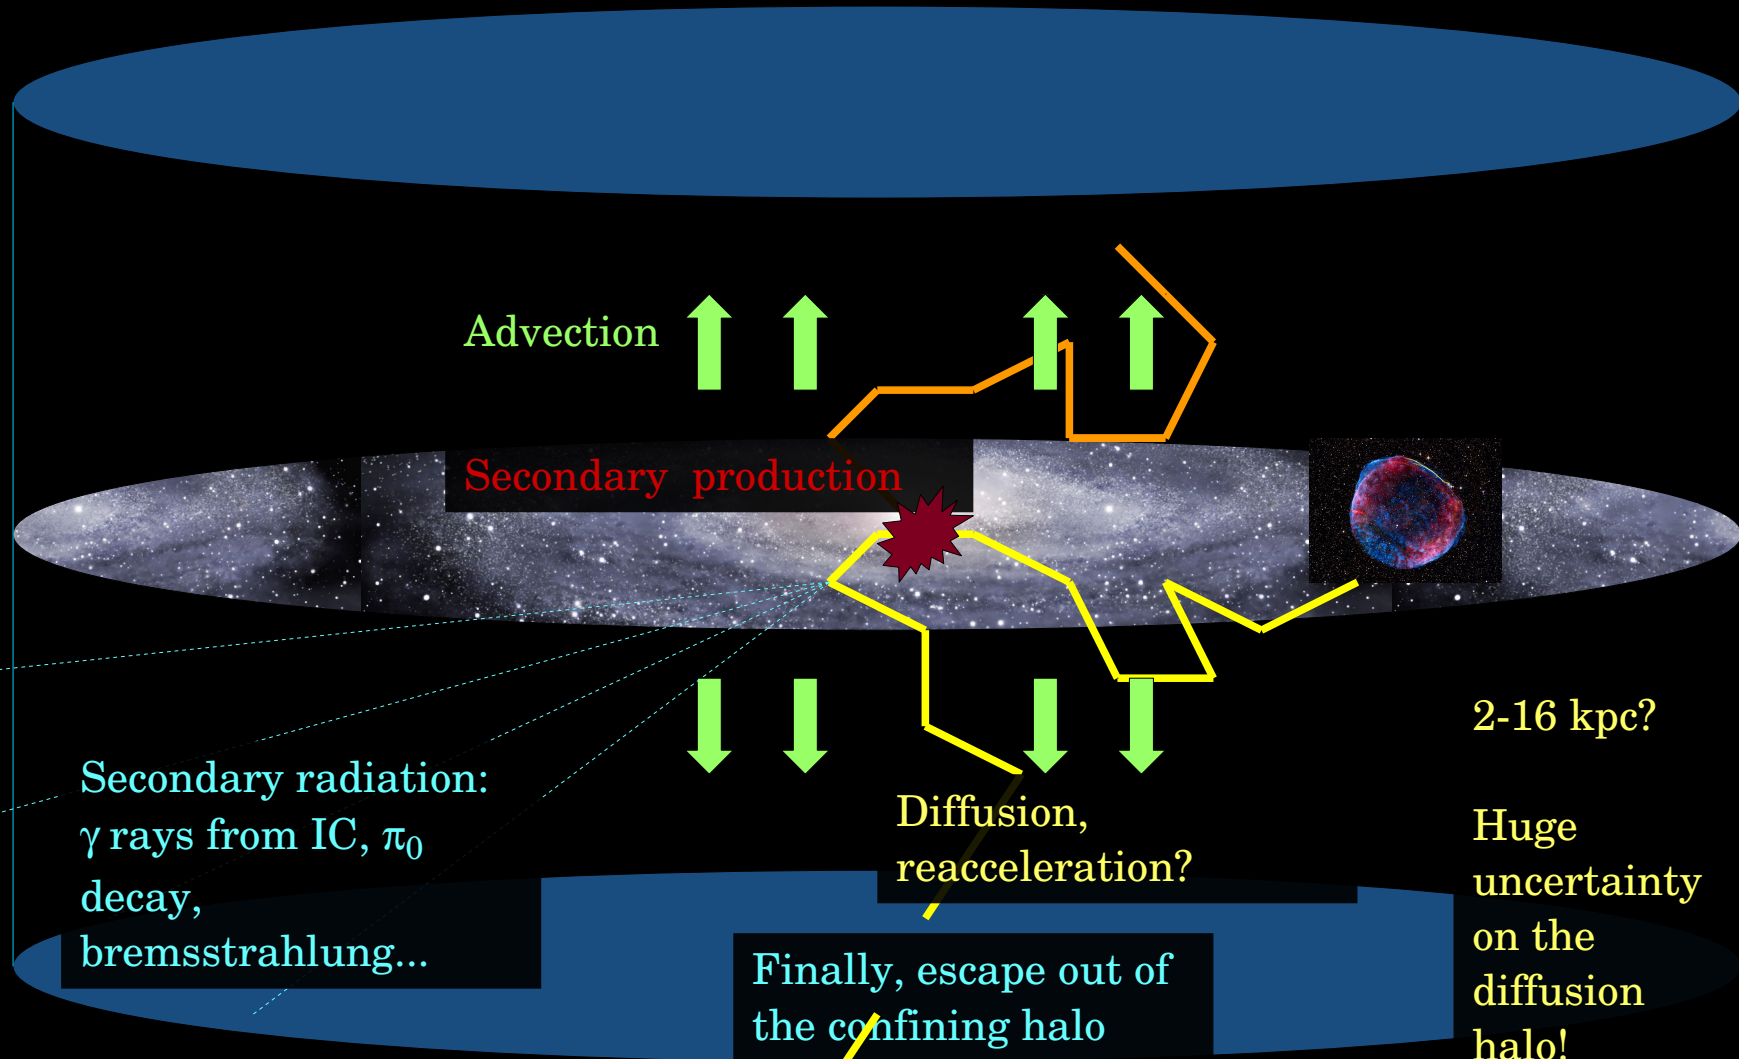 Advection
Secondary production
2-16 kpc?
Secondary radiation:
γ rays from IC, π₀
decay,
bremsstrahlung...
Diffusion,
reacceleration?
Huge
uncertainty
on the
diffusion
halo!
Finally, escape out of
the confining halo